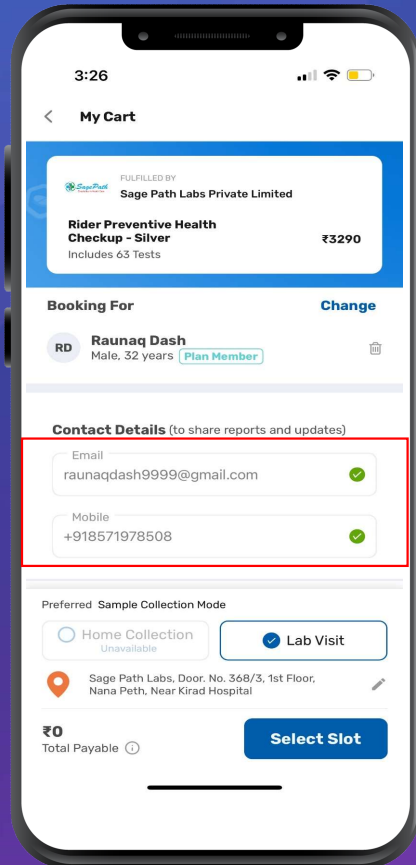 3:26
My Cart
SagePath
FULFILLED BY
Sage Path Labs Private Limited
Rider Preventive Health
Checkup - Silver
₹3290
Includes 63 Tests
Booking For
Change
RD
Raunaq Dash
Male, 32 years
Plan Member
Contact Details (to share reports and updates)
Email
raunaqdash9999@gmail.com
Mobile
+918571978508
Preferred Sample Collection Mode
Home Collection
Unavailable
Lab Visit
Sage Path Labs, Door. No. 368/3, 1st Floor,
Nana Peth, Near Kirad Hospital
₹0
Total Payable
Select Slot